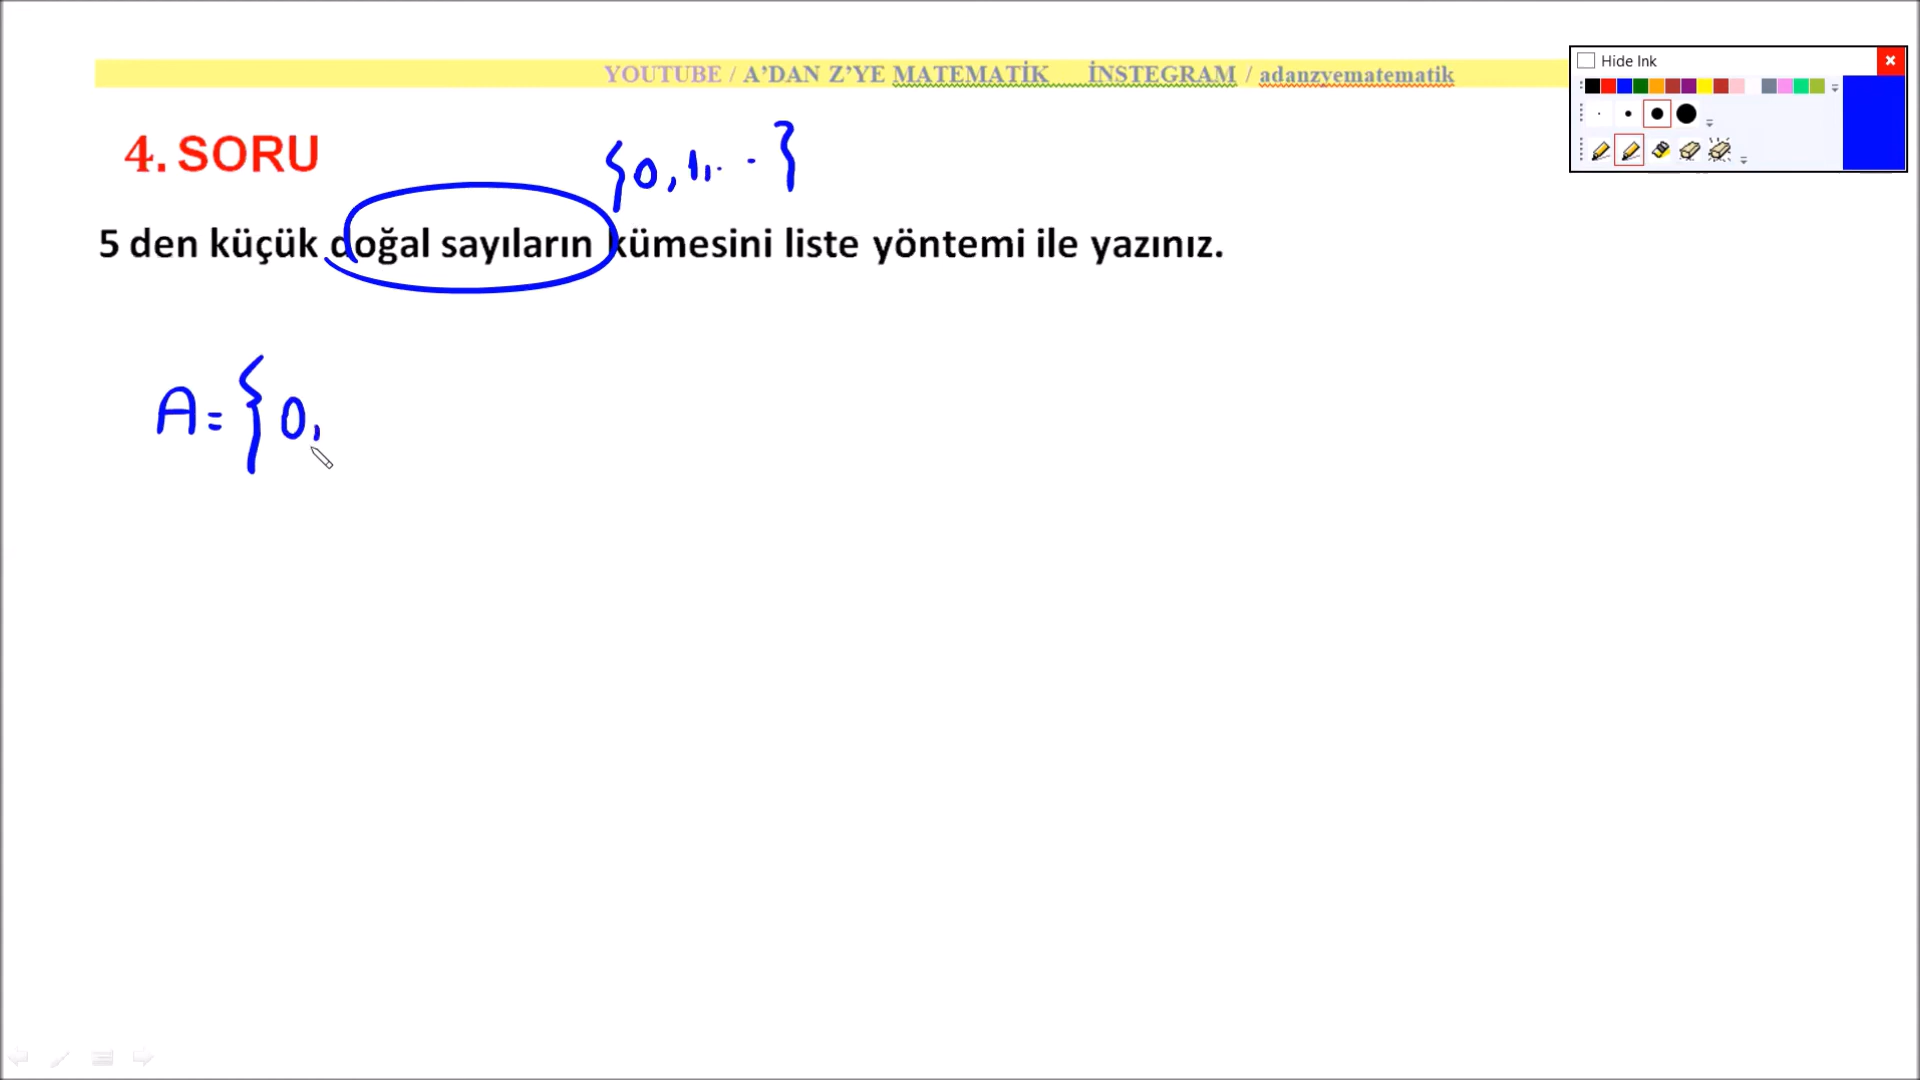 YOUTUBE / A’DAN Z’YE MATEMATİK İNSTEGRAM / adanzyematematik
Hide Ink
4. SORU
{0, 1, . . }
5 den küçük doğal sayıların kümesini liste yöntemi ile yazınız.
A = { 0,